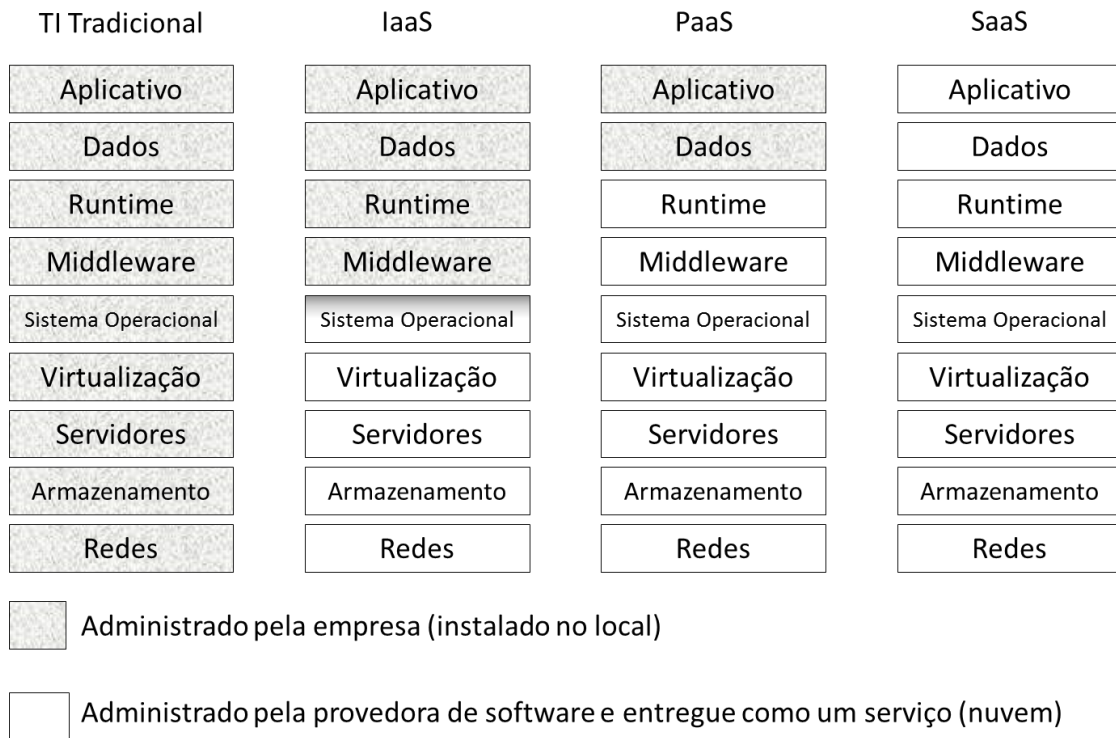 TI Tradicional IaaS PaaS SaaS
Aplicativo Aplicativo Aplicativo Aplicativo
Dados Dados Dados Dados
Runtime Runtime Runtime Runtime
Middleware Middleware Middleware Middleware
Sistema Operacional Sistema Operacional Sistema Operacional Sistema Operacional
Virtualização Virtualização Virtualização Virtualização
Servidores Servidores Servidores Servidores
Armazenamento Armazenamento Armazenamento Armazenamento
Redes Redes Redes Redes
Administrado pela empresa (instalado no local)
Administrado pela provedora de software e entregue como um serviço (nuvem)